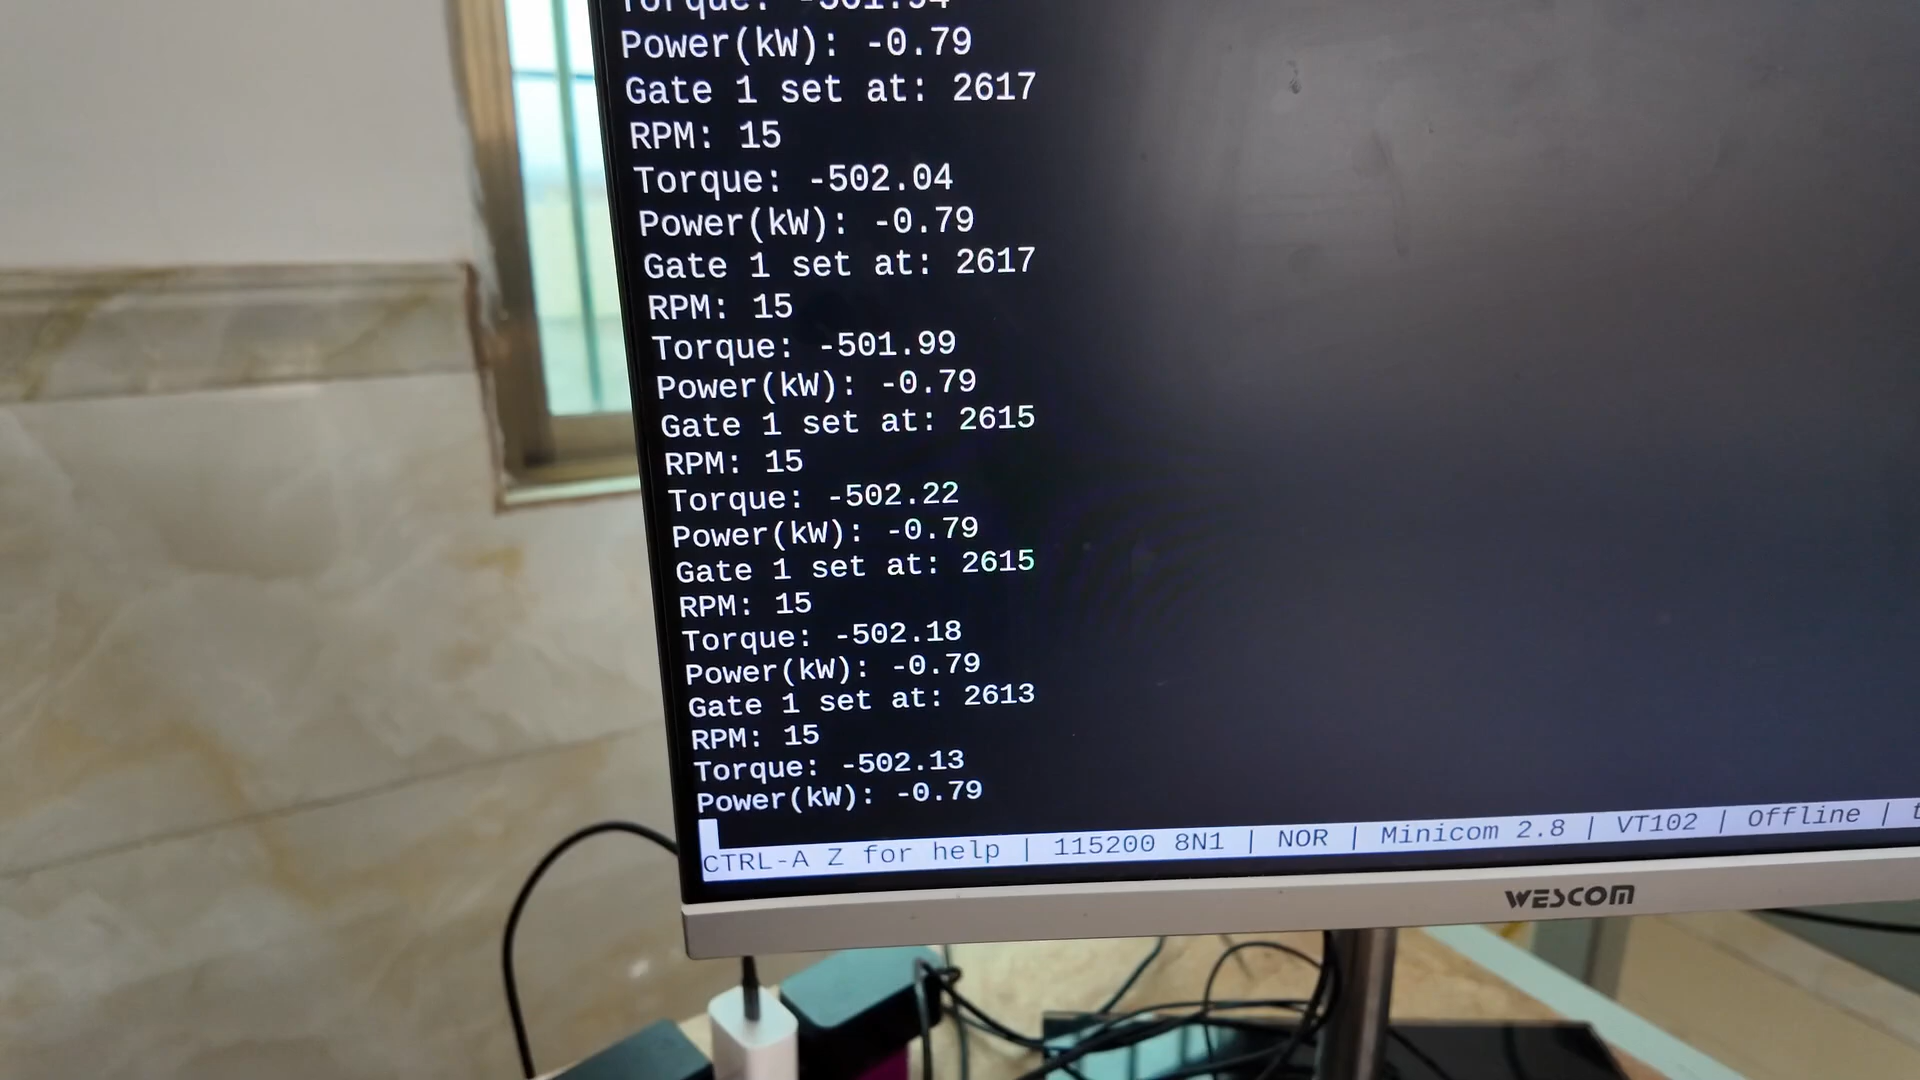 Torque: -501.94
Power(kW): -0.79
Gate 1 set at: 2617
RPM: 15
Torque: -502.04
Power(kW): -0.79
Gate 1 set at: 2617
RPM: 15
Torque: -501.99
Power(kW): -0.79
Gate 1 set at: 2615
RPM: 15
Torque: -502.22
Power(kW): -0.79
Gate 1 set at: 2615
RPM: 15
Torque: -502.18
Power(kW): -0.79
Gate 1 set at: 2613
RPM: 15
Torque: -502.13
Power(kW): -0.79
CTRL-A Z for help | 115200 8N1 | NOR | Minicom 2.8 | VT102 | Offline |
WESCOM